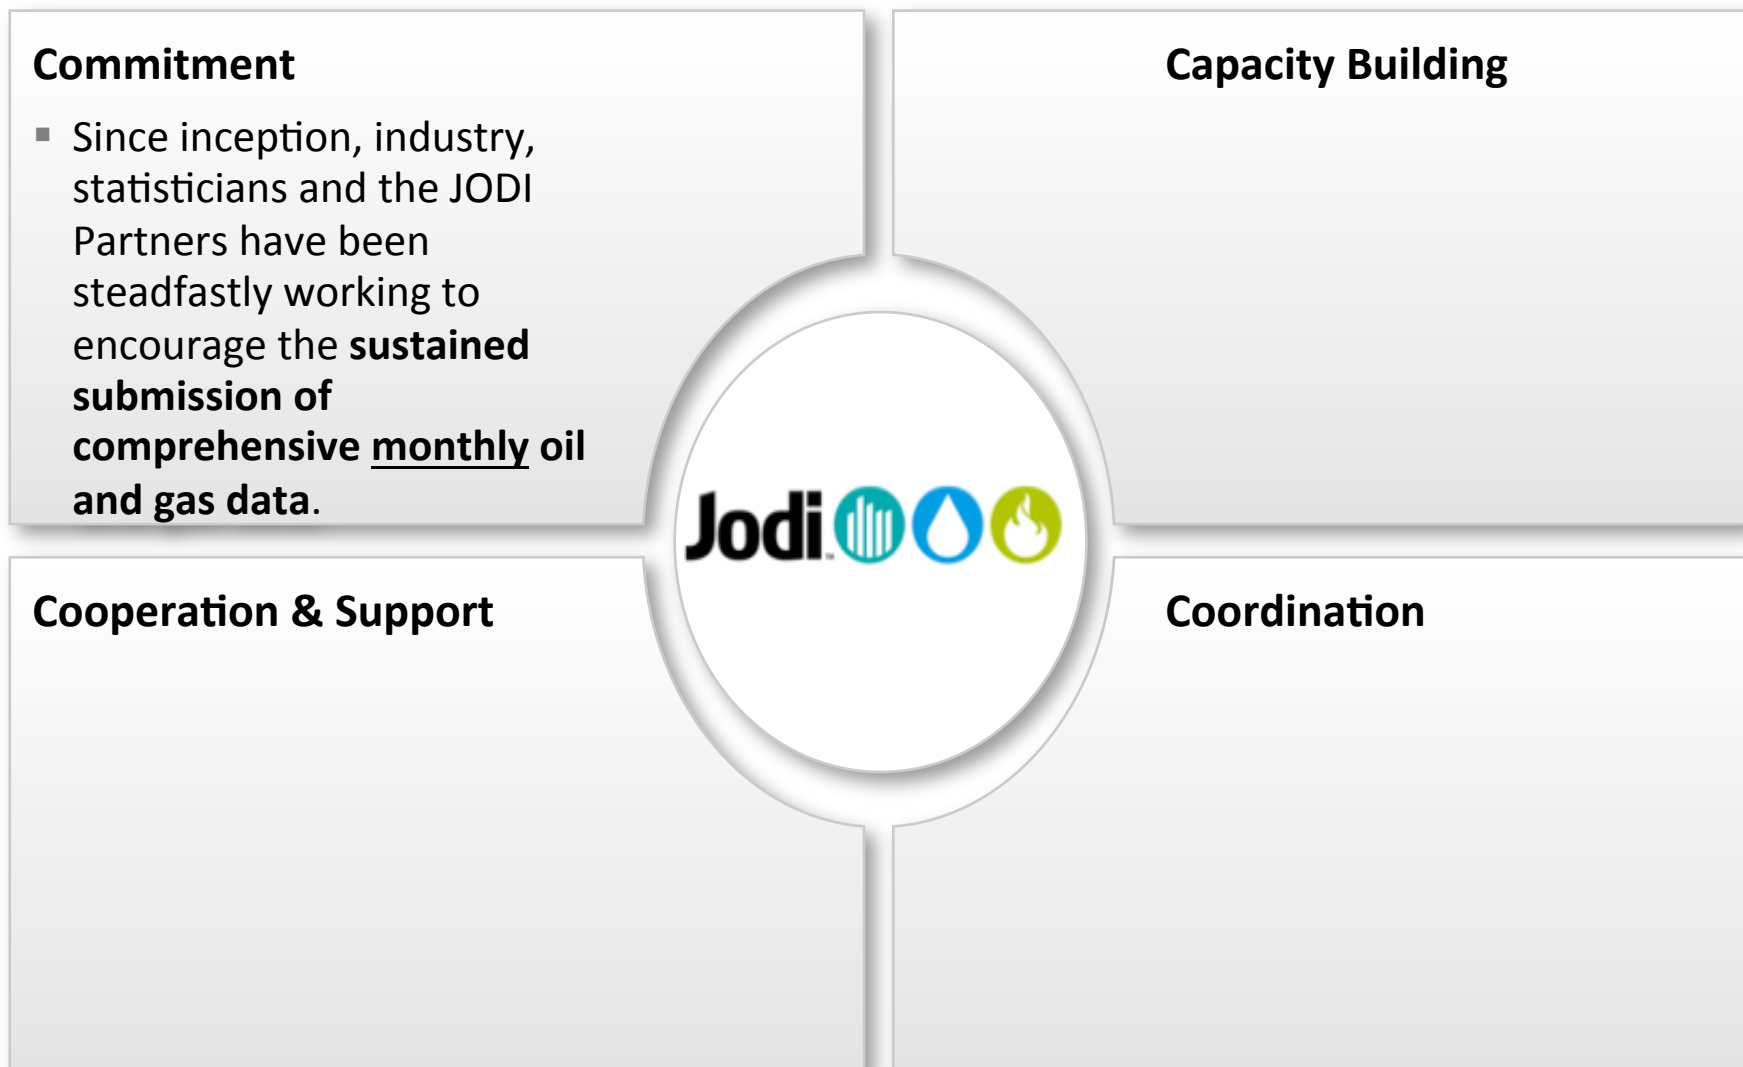 Commitment
▪ Since inception, industry,
statisticians and the JODI
Partners have been
steadfastly working to
encourage the sustained
submission of
comprehensive monthly oil
and gas data.
Capacity Building
Jodi™
Cooperation & Support
Coordination